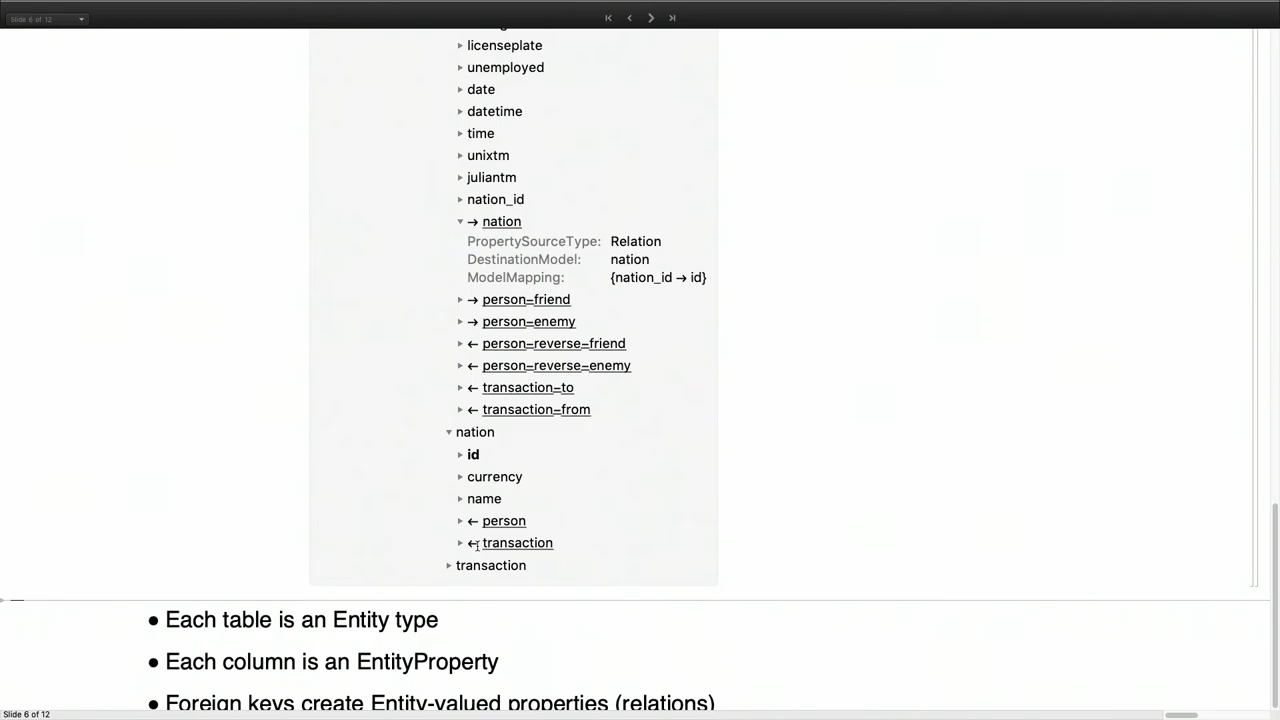 Slide 6 of 12
licenseplate
unemployed
date
datetime
time
unixtm
juliantm
nation_id
→ nation
PropertySourceType: Relation
DestinationModel: nation
ModelMapping: {nation_id → id}
→ person-friend
→ person-enemy
← person-reverse-friend
← person-reverse-enemy
← transaction-to
← transaction-from
nation
id
currency
name
← person
← transaction
transaction
● Each table is an Entity type
● Each column is an EntityProperty
● Foreign keys create Entity-valued properties (relations)
Slide 6 of 12